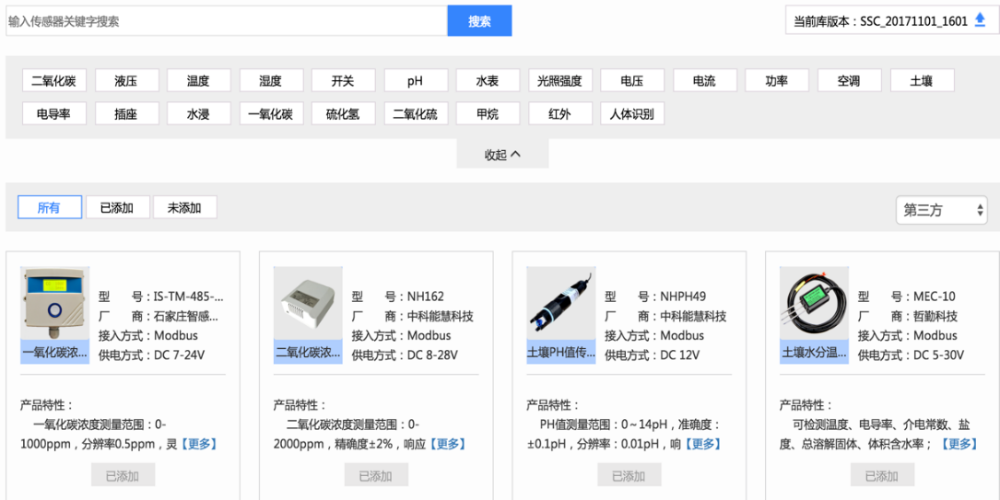 输入传感器关键字搜索 搜索 当前库版本：SSC_20171101_1601
二氧化碳 液压 温度 湿度 开关 pH 水表 光照强度 电压 电流 功率 空调 土壤
电导率 插座 水浸 一氧化碳 硫化氢 二氧化硫 甲烷 红外 人体识别
收起
所有 已添加 未添加 第三方
一氧化碳浓...
型 号：IS-TM-485-...
厂 商：石家庄智感...
接入方式：Modbus
供电方式：DC 7-24V
产品特性：
一氧化碳浓度测量范围：0-
1000ppm，分辨率0.5ppm，灵【更多】
已添加
二氧化碳浓...
型 号：NH162
厂 商：中科能慧科技
接入方式：Modbus
供电方式：DC 8-28V
产品特性：
二氧化碳浓度测量范围：0-
2000ppm，精确度±2%，响应【更多】
已添加
土壤PH值传...
型 号：NHPH49
厂 商：中科能慧科技
接入方式：Modbus
供电方式：DC 12V
产品特性：
PH值测量范围：0～14pH，准确度：
±0.1pH，分辨率：0.01pH，响【更多】
已添加
土壤水分温...
型 号：MEC-10
厂 商：哲勤科技
接入方式：Modbus
供电方式：DC 5-30V
产品特性：
可检测温度、电导率、介电常数、盐
度、总溶解固体、体积含水率；【更多】
已添加